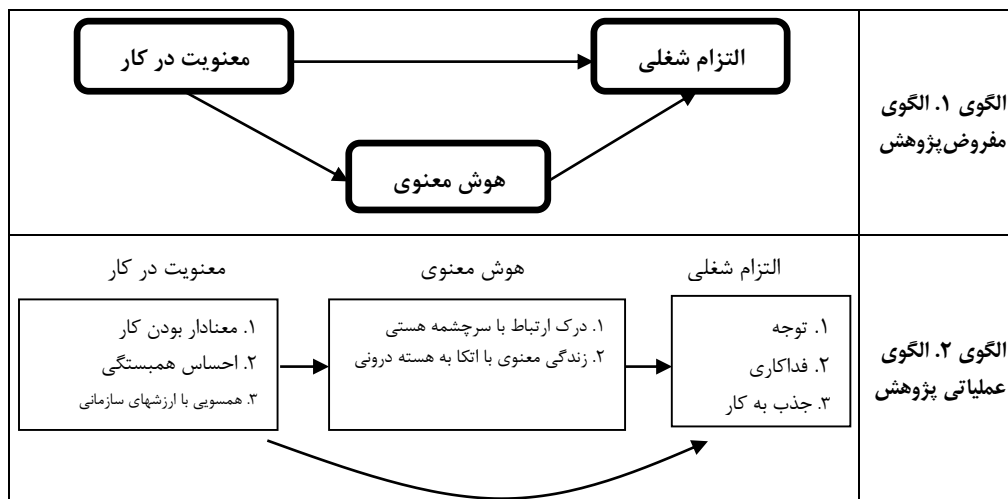 الگوی ۱. الگوی
مفروض‌پژوهش
معنویت در کار
التزام شغلی
هوش معنوی
الگوی ۲. الگوی
عملیاتی پژوهش
معنویت در کار
۱. معنادار بودن کار
۲. احساس همبستگی
۳. همسویی با ارزشهای سازمانی
هوش معنوی
۱. درک ارتباط با سرچشمه هستی
۲. زندگی معنوی با اتکا به هسته درونی
التزام شغلی
۱. توجه
۲. فداکاری
۳. جذب به کار